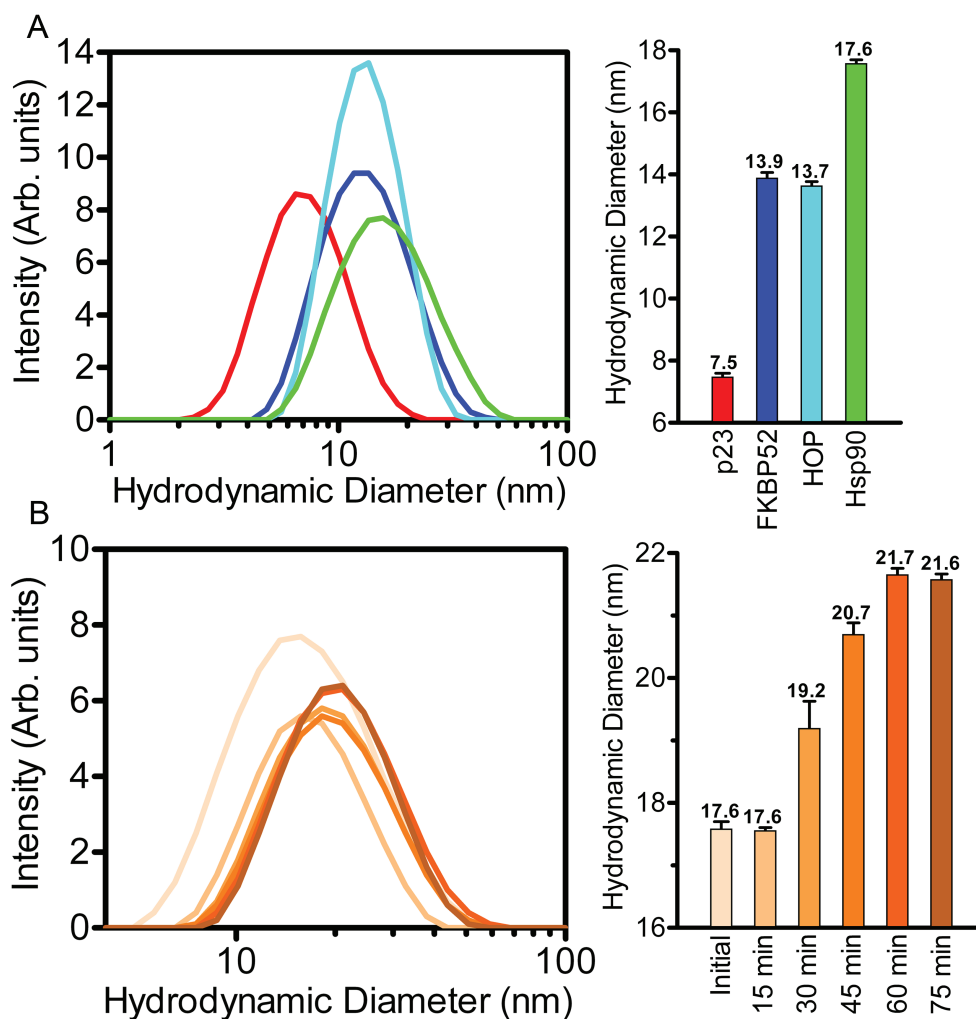 A
Intensity (Arb. units)
14
12
10
8
6
4
2
0
1
10
100
Hydrodynamic Diameter (nm)
Hydrodynamic Diameter (nm)
18
16
14
12
10
8
6
7.5
13.9
13.7
17.6
p23
FKBP52
HOP
Hsp90
B
Intensity (Arb. units)
10
8
6
4
2
0
10
100
Hydrodynamic Diameter (nm)
Hydrodynamic Diameter (nm)
22
20
18
16
17.6
17.6
19.2
20.7
21.7
21.6
Initial
15 min
30 min
45 min
60 min
75 min